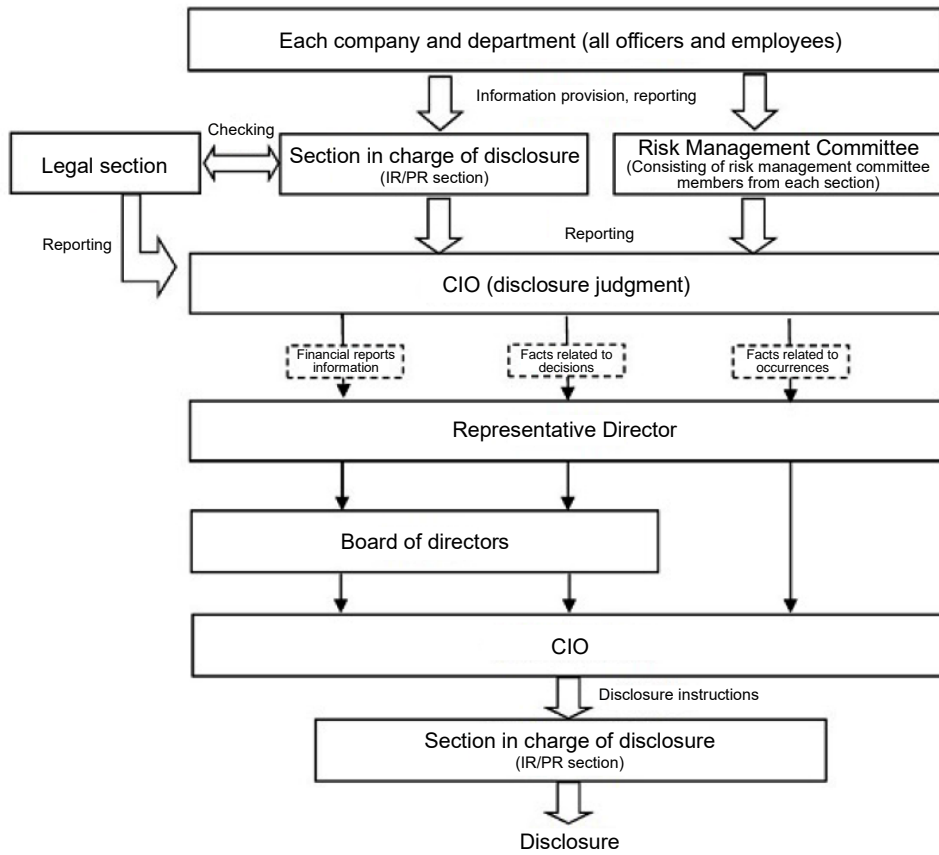 Each company and department (all officers and employees)
Information provision, reporting
Checking
Legal section
Section in charge of disclosure
(IR/PR section)
Risk Management Committee
(Consisting of risk management committee
members from each section)
Reporting
Reporting
CIO (disclosure judgment)
Financial reports
information
Facts related to
decisions
Facts related to
occurrences
Representative Director
Board of directors
CIO
Disclosure instructions
Section in charge of disclosure
(IR/PR section)
Disclosure